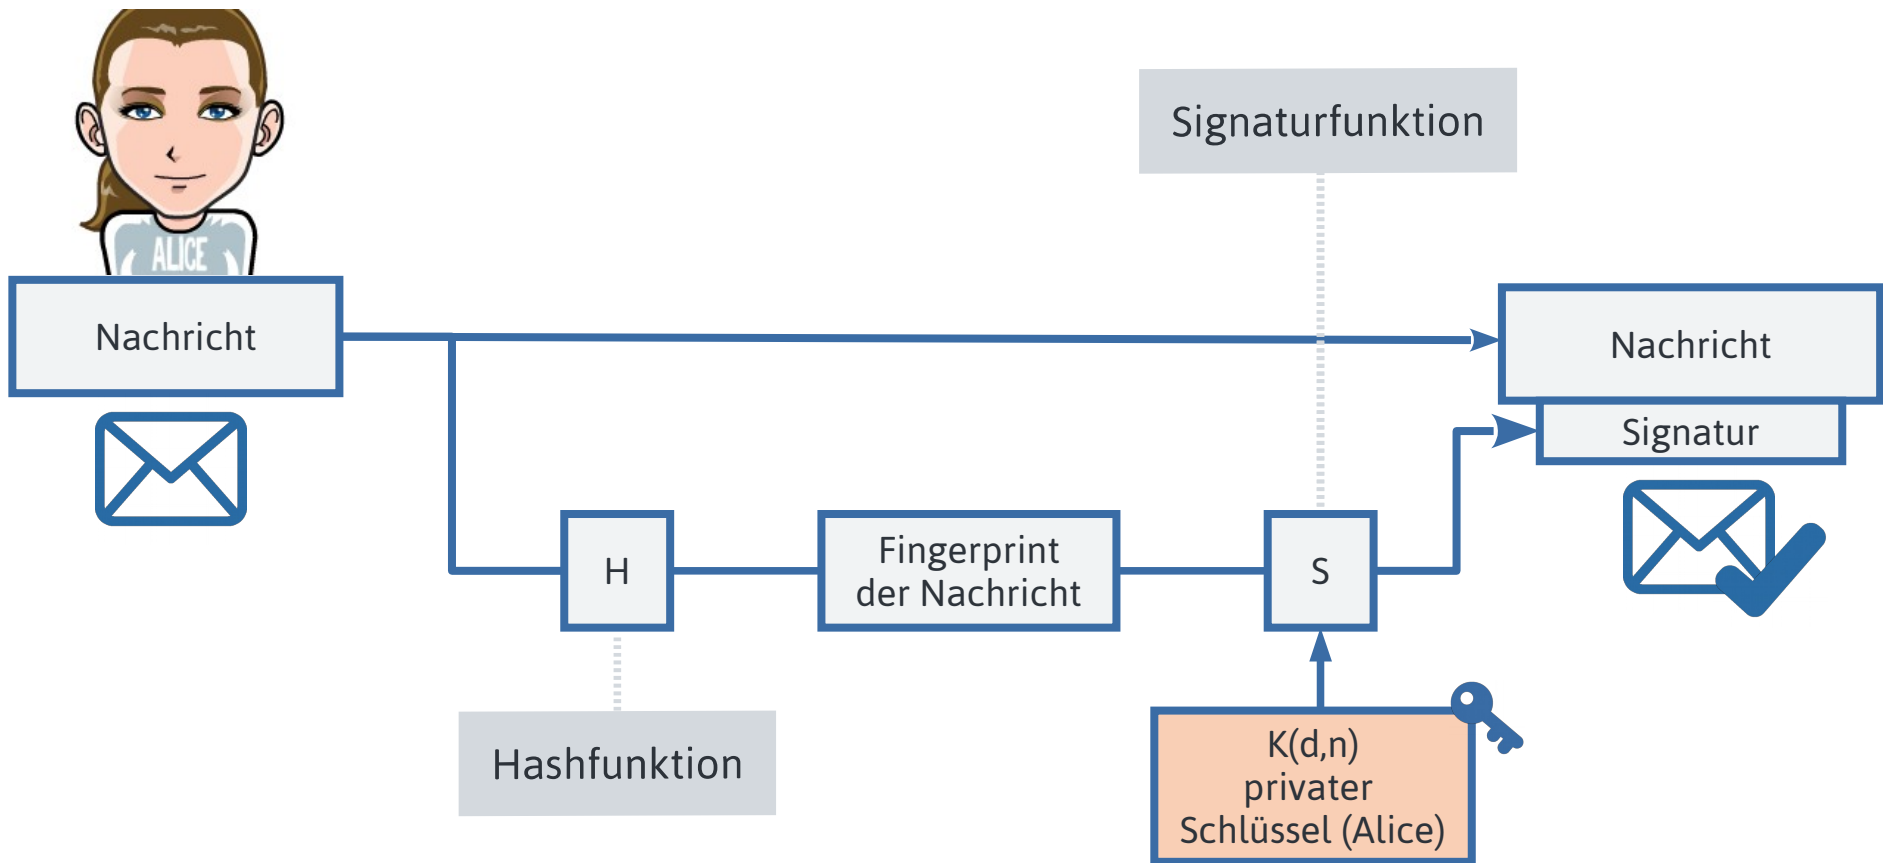 ALICE
Nachricht
Signaturfunktion
Nachricht
Signatur
H
Fingerprint
der Nachricht
S
Hashfunktion
K(d,n)
privater
Schlüssel (Alice)